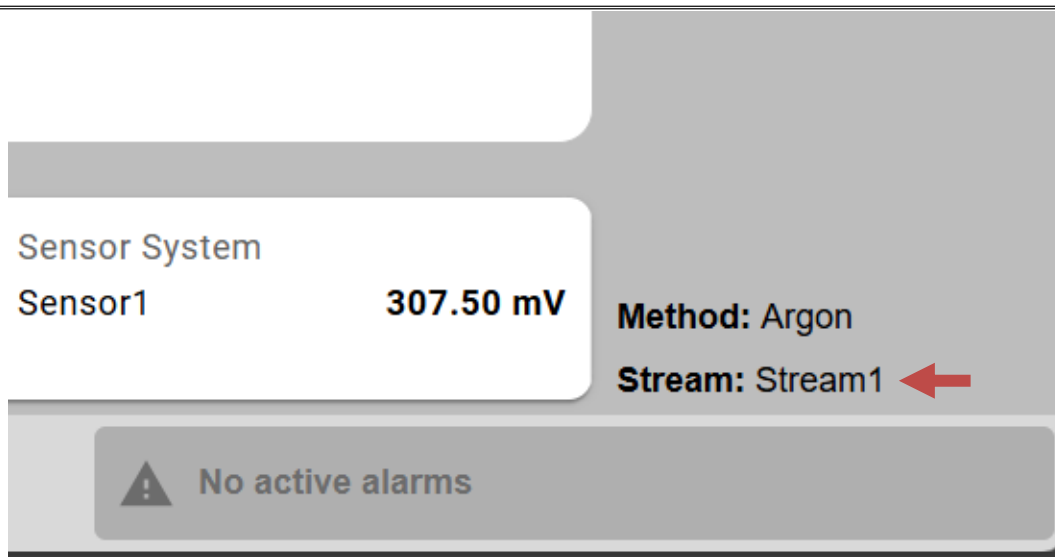 Sensor System
Sensor1 307.50 mV
Method: Argon
Stream: Stream1
No active alarms